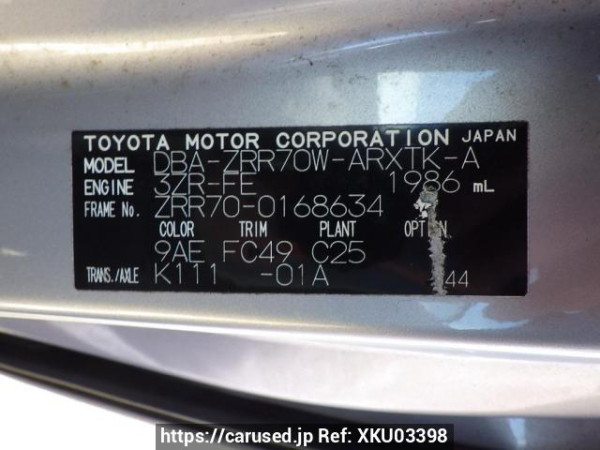 TOYOTA MOTOR CORPORATION JAPAN
MODEL DBA-ZRR70W-ARXTK-A
ENGINE 3ZR-FE 1986 mL
FRAME No. ZRR70-0168634
COLOR TRIM PLANT
9AE FC49 C25
TRANS./AXLE K111 -01A 44
https://carused.jp Ref: XKU03398